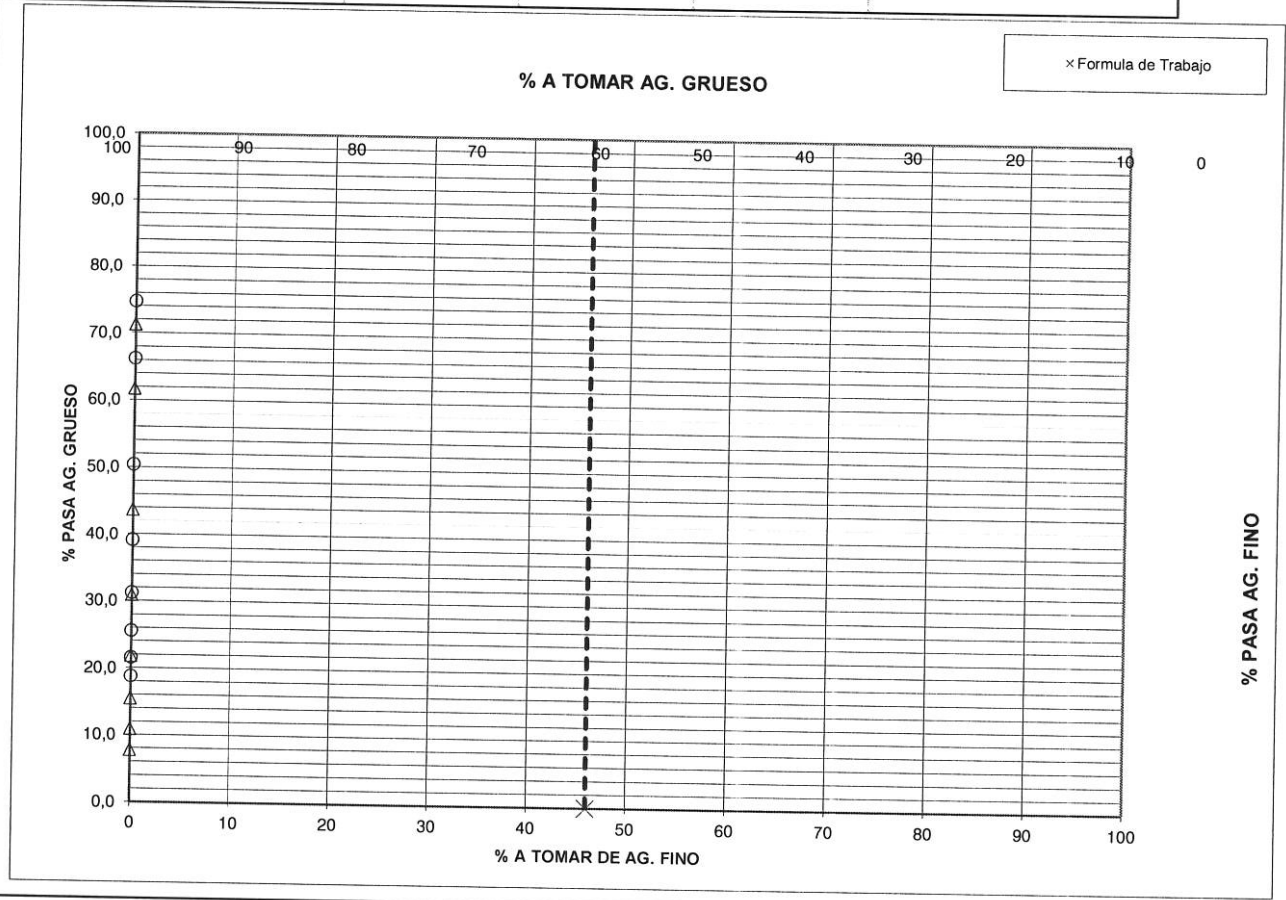 × Formula de Trabajo
% A TOMAR AG. GRUESO
100,0
100 90 80 70 60 50 40 30 20 10 0
90,0
80,0
70,0
60,0
50,0
40,0
30,0
20,0
10,0
0,0
% PASA AG. GRUESO
% PASA AG. FINO
0 10 20 30 40 50 60 70 80 90 100
% A TOMAR DE AG. FINO